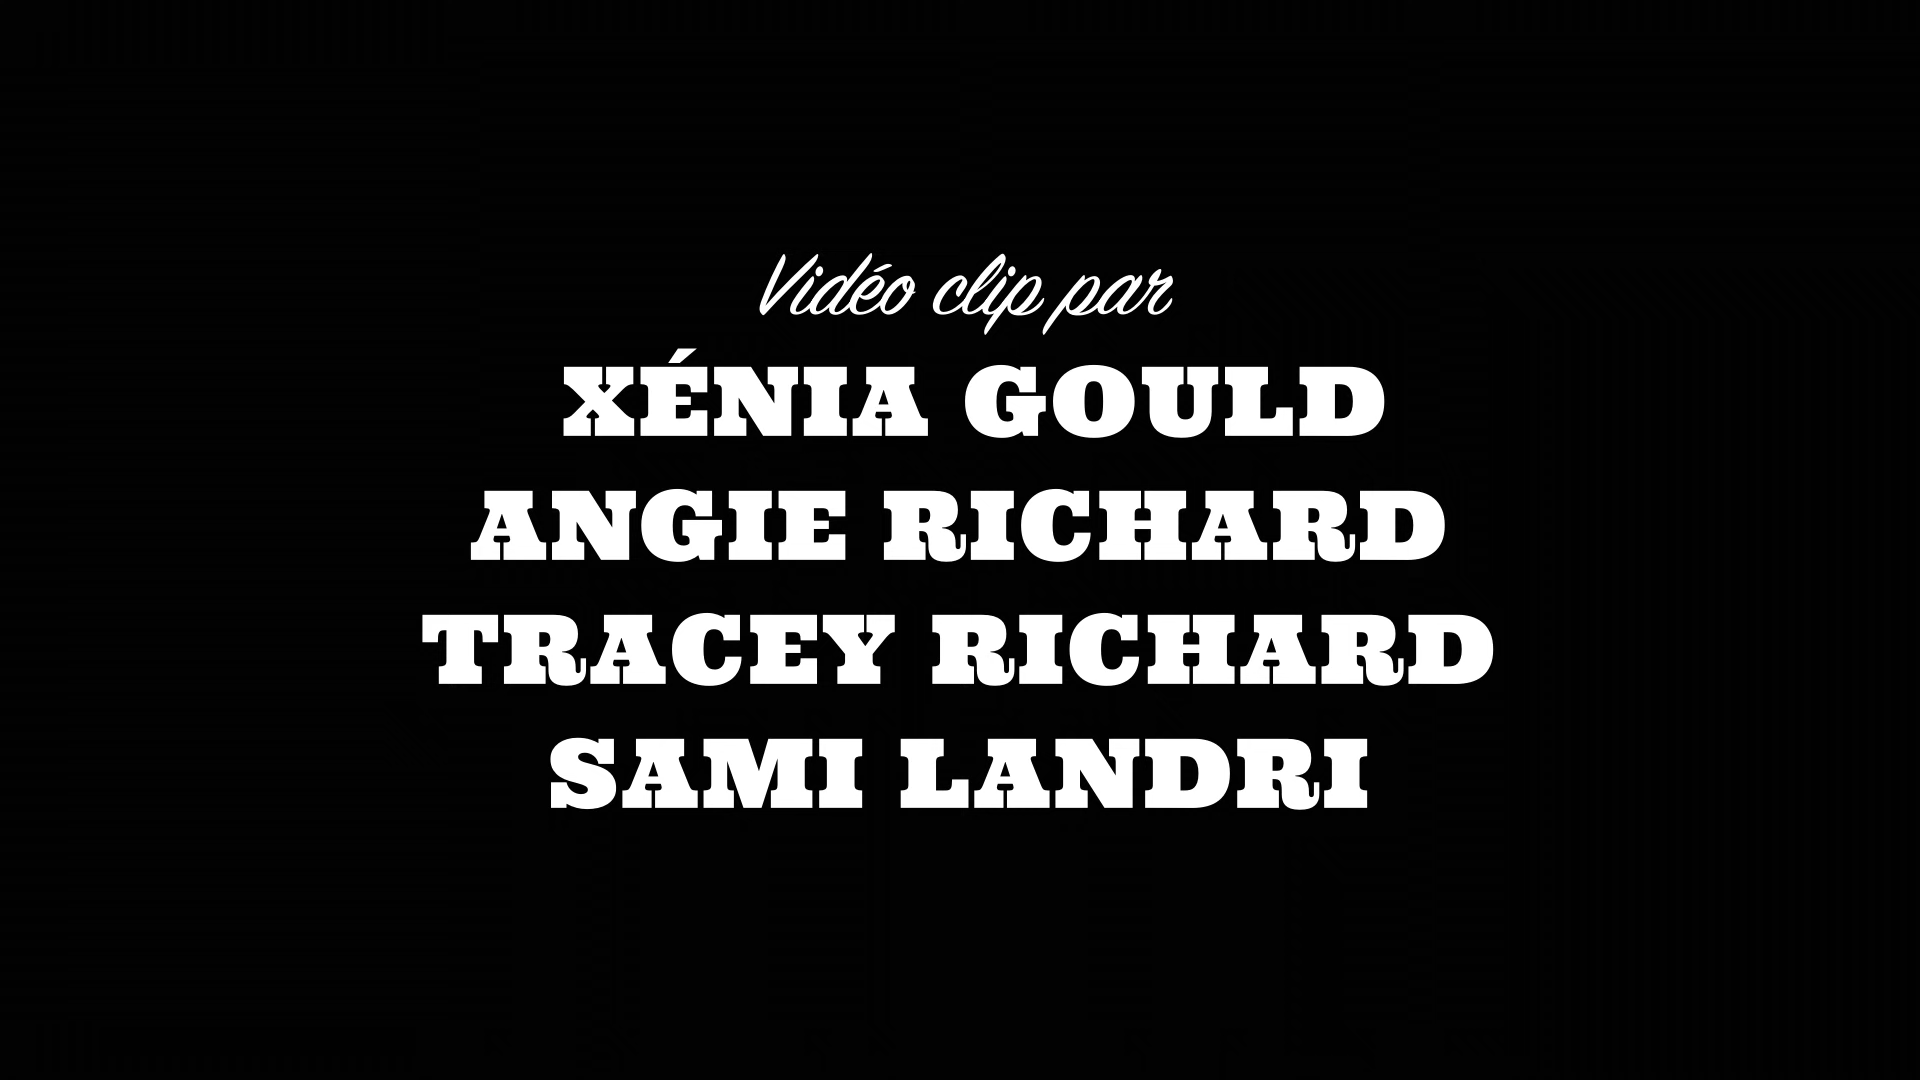 Vidéo clip par
XÉNIA GOULD
ANGIE RICHARD
TRACEY RICHARD
SAMI LANDRI